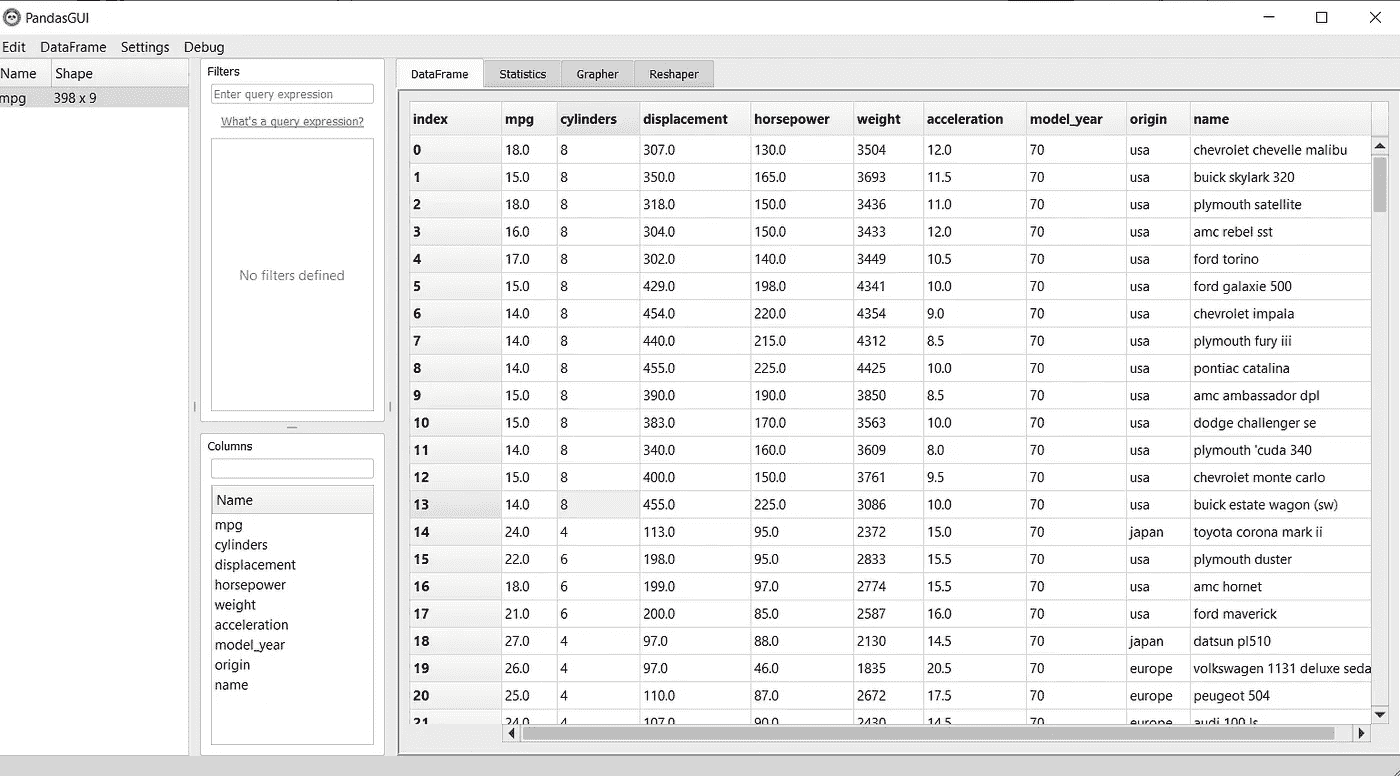 PandasGUI
Edit DataFrame Settings Debug
Name Shape
mpg 398 x 9
Filters
Enter query expression
What's a query expression?
No filters defined
Columns
Name
mpg
cylinders
displacement
horsepower
weight
acceleration
model_year
origin
name
DataFrame Statistics Grapher Reshaper
index mpg cylinders displacement horsepower weight acceleration model_year origin name
0 18.0 8 307.0 130.0 3504 12.0 70 usa chevrolet chevelle malibu
1 15.0 8 350.0 165.0 3693 11.5 70 usa buick skylark 320
2 18.0 8 318.0 150.0 3436 11.0 70 usa plymouth satellite
3 16.0 8 304.0 150.0 3433 12.0 70 usa amc rebel sst
4 17.0 8 302.0 140.0 3449 10.5 70 usa ford torino
5 15.0 8 429.0 198.0 4341 10.0 70 usa ford galaxie 500
6 14.0 8 454.0 220.0 4354 9.0 70 usa chevrolet impala
7 14.0 8 440.0 215.0 4312 8.5 70 usa plymouth fury iii
8 14.0 8 455.0 225.0 4425 10.0 70 usa pontiac catalina
9 15.0 8 390.0 190.0 3850 8.5 70 usa amc ambassador dpl
10 15.0 8 383.0 170.0 3563 10.0 70 usa dodge challenger se
11 14.0 8 340.0 160.0 3609 8.0 70 usa plymouth 'cuda 340
12 15.0 8 400.0 150.0 3761 9.5 70 usa chevrolet monte carlo
13 14.0 8 455.0 225.0 3086 10.0 70 usa buick estate wagon (sw)
14 24.0 4 113.0 95.0 2372 15.0 70 japan toyota corona mark ii
15 22.0 6 198.0 95.0 2833 15.5 70 usa plymouth duster
16 18.0 6 199.0 97.0 2774 15.5 70 usa amc hornet
17 21.0 6 200.0 85.0 2587 16.0 70 usa ford maverick
18 27.0 4 97.0 88.0 2130 14.5 70 japan datsun pl510
19 26.0 4 97.0 46.0 1835 20.5 70 europe volkswagen 1131 deluxe seda
20 25.0 4 110.0 87.0 2672 17.5 70 europe peugeot 504
21 24.0 4 107.0 90.0 2430 14.5 70 europe audi 100 ls